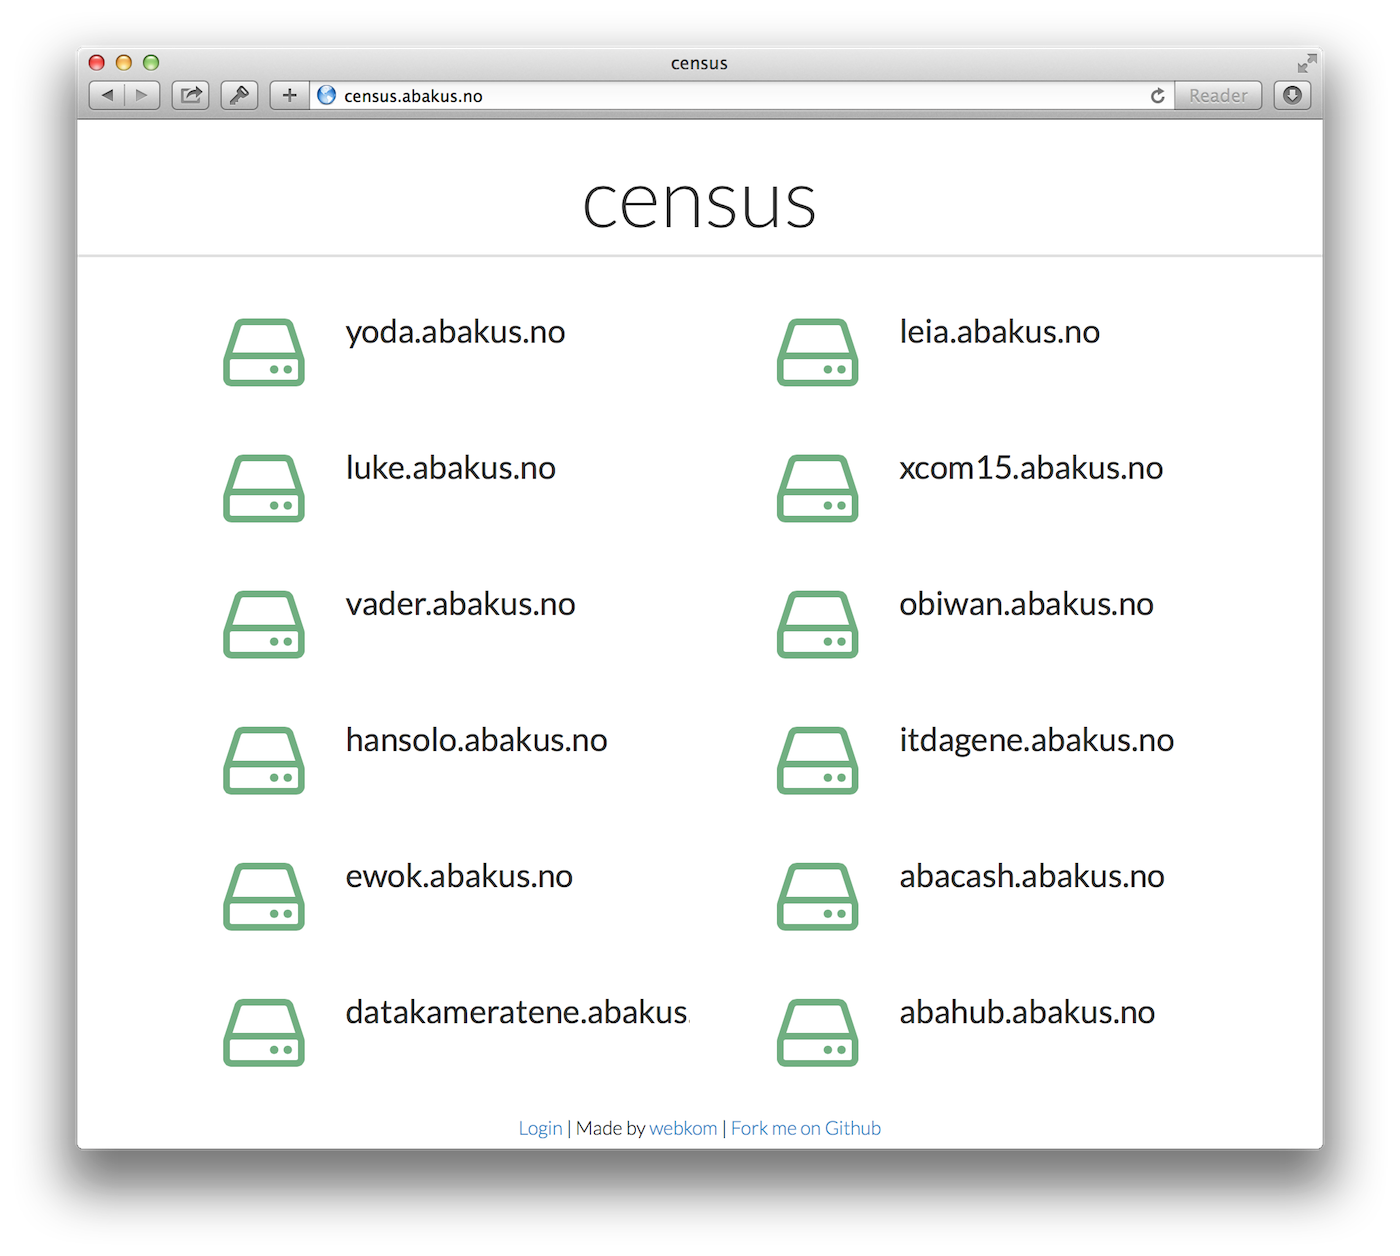 census
census.abakus.no
Reader
census
yoda.abakus.no
leia.abakus.no
luke.abakus.no
xcom15.abakus.no
vader.abakus.no
obiwan.abakus.no
hansolo.abakus.no
itdagene.abakus.no
ewok.abakus.no
abacash.abakus.no
datakameratene.abakus.
abahub.abakus.no
Login | Made by webkom | Fork me on Github